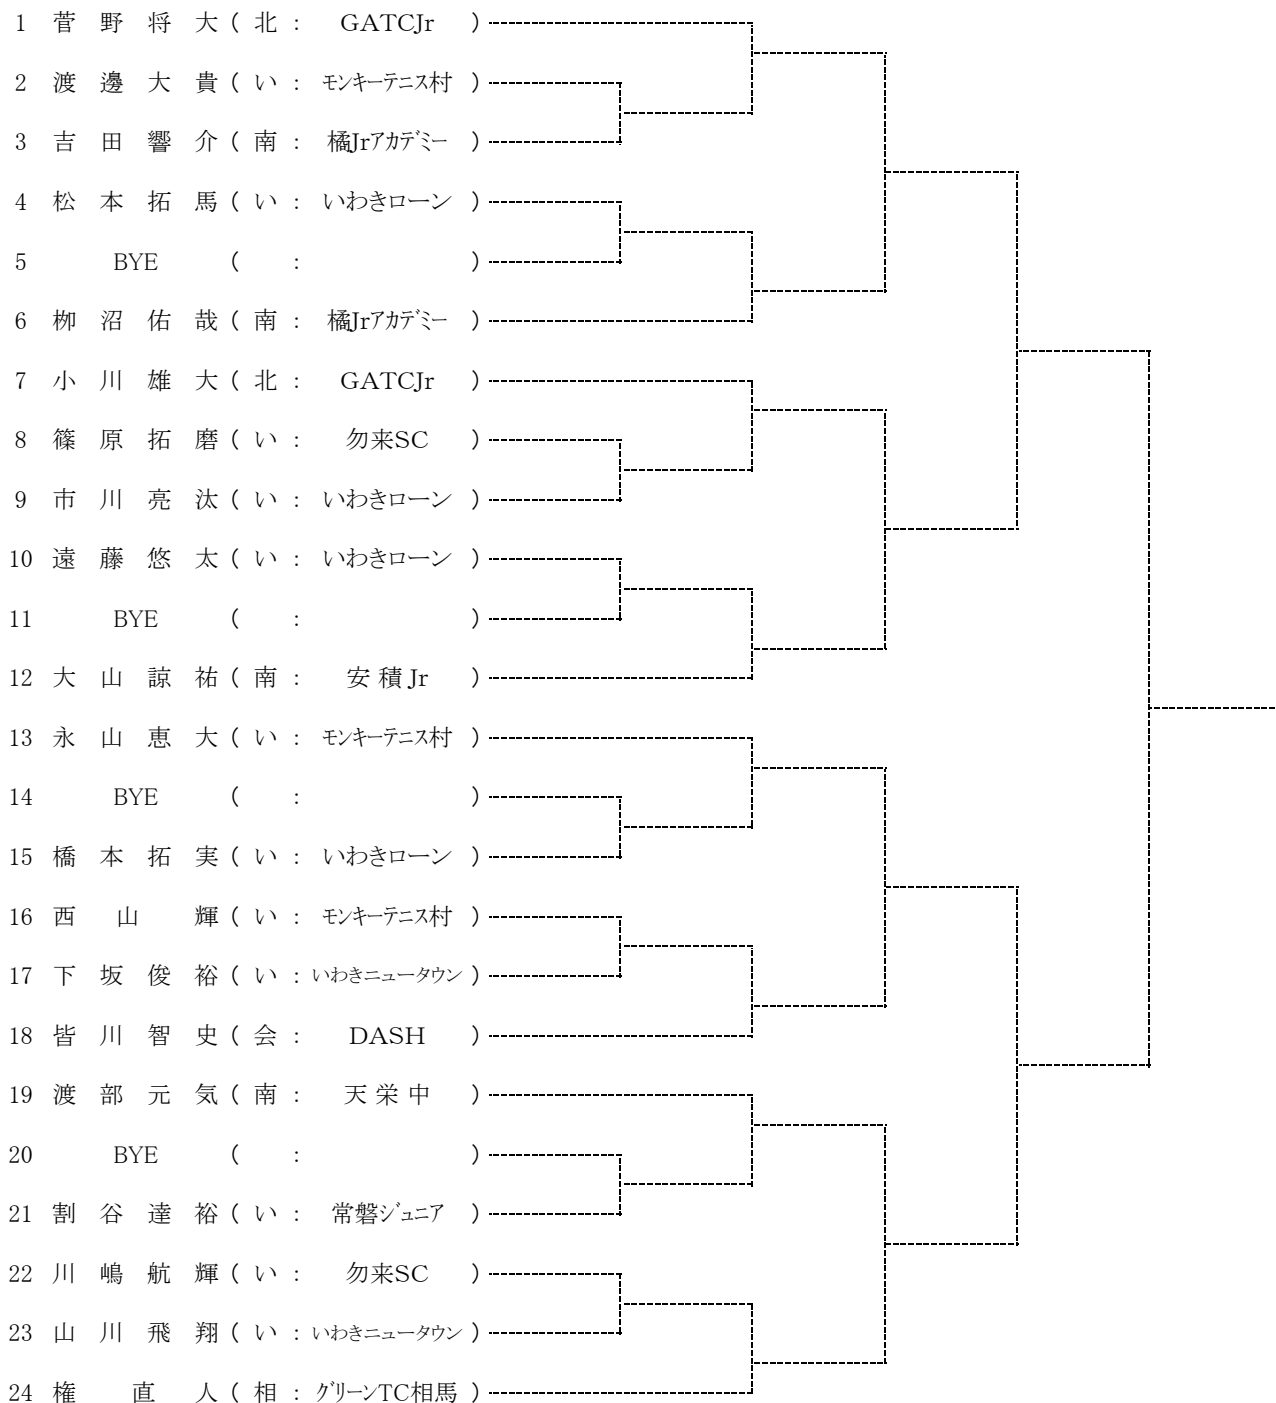 1 菅野将大 ( 北 : GATCJr )
2 渡邊大貴 ( い : モンキーテニス村 )
3 吉田響介 ( 南 : 橘Jrアカデミー )
4 松本拓馬 ( い : いわきローン )
5 BYE ( : )
6 栁沼佑哉 ( 南 : 橘Jrアカデミー )
7 小川雄大 ( 北 : GATCJr )
8 篠原拓磨 ( い : 勿来SC )
9 市川亮汰 ( い : いわきローン )
10 遠藤悠太 ( い : いわきローン )
11 BYE ( : )
12 大山諒祐 ( 南 : 安積Jr )
13 永山恵大 ( い : モンキーテニス村 )
14 BYE ( : )
15 橋本拓実 ( い : いわきローン )
16 西山輝 ( い : モンキーテニス村 )
17 下坂俊裕 ( い : いわきニュータウン )
18 皆川智史 ( 会 : DASH )
19 渡部元気 ( 南 : 天栄中 )
20 BYE ( : )
21 割谷達裕 ( い : 常磐ジュニア )
22 川嶋航輝 ( い : 勿来SC )
23 山川飛翔 ( い : いわきニュータウン )
24 権直人 ( 相 : グリーンTC相馬 )